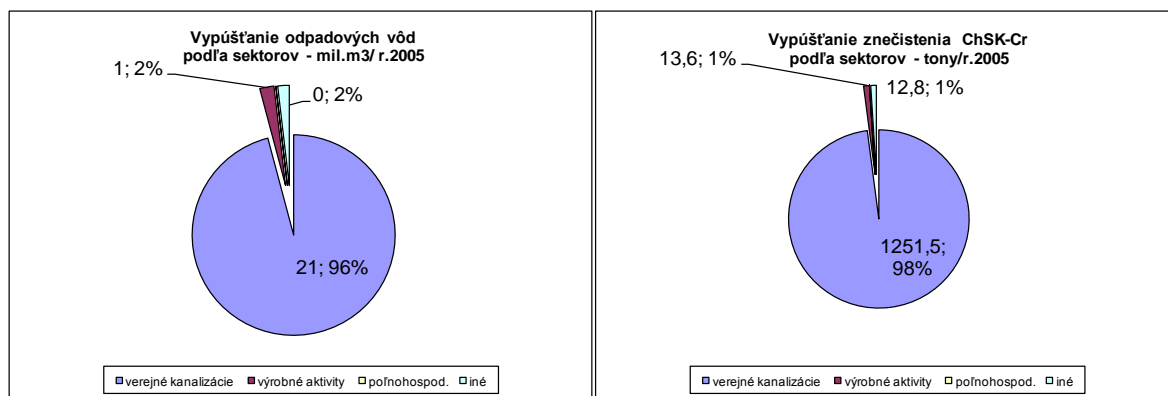 Vypúšťanie odpadových vôd
podľa sektorov - mil.m3/ r.2005
1; 2%
0; 2%
21; 96%
verejné kanalizácie výrobné aktivity poľnohospod. iné
Vypúšťanie znečistenia ChSK-Cr
podľa sektorov - tony/r.2005
13,6; 1%
12,8; 1%
1251,5;
98%
verejné kanalizácie výrobné aktivity poľnohospod. iné